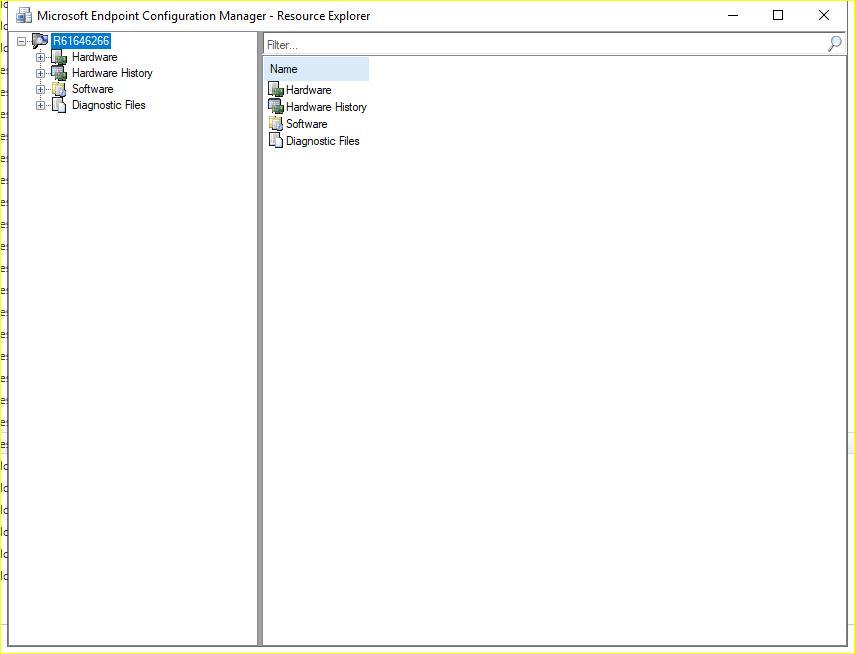 Microsoft Endpoint Configuration Manager - Resource Explorer
R61646266
Hardware
Hardware History
Software
Diagnostic Files
Filter...
Name
Hardware
Hardware History
Software
Diagnostic Files